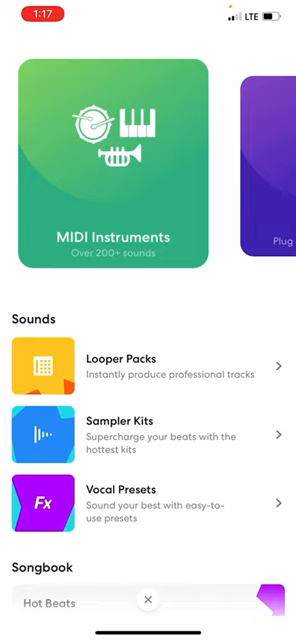 1:17
LTE
MIDI Instruments
Over 200+ sounds
Plug
Sounds
Looper Packs
Instantly produce professional tracks
Sampler Kits
Supercharge your beats with the
hottest kits
Fx
Vocal Presets
Sound your best with easy-to-
use presets
Songbook
Hot Beats